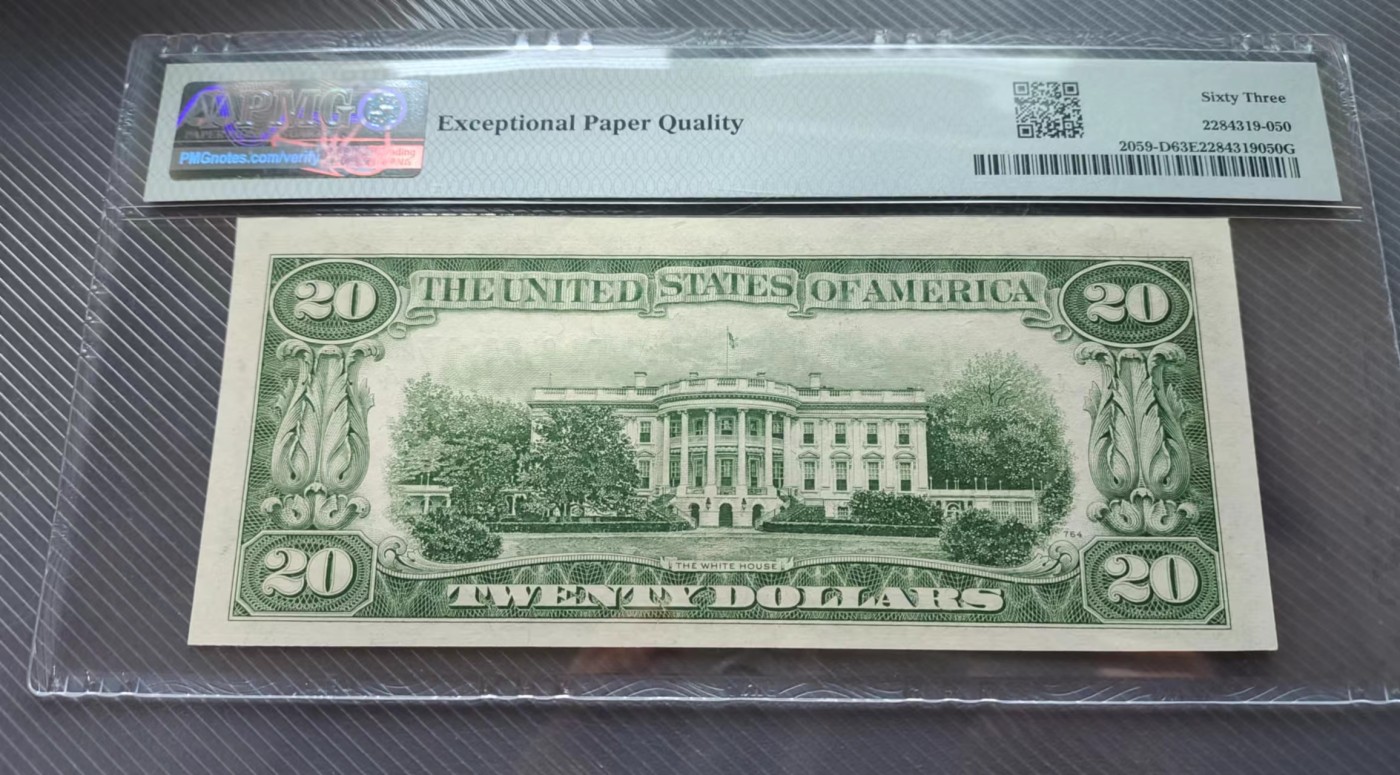 PMG
PMGnotes.com/verify
Exceptional Paper Quality
Sixty Three
2284319-050
2059-D63E2284319050G
20
THE UNITED STATES OF AMERICA
20
764
THE WHITE HOUSE
20
TWENTY DOLLARS
20